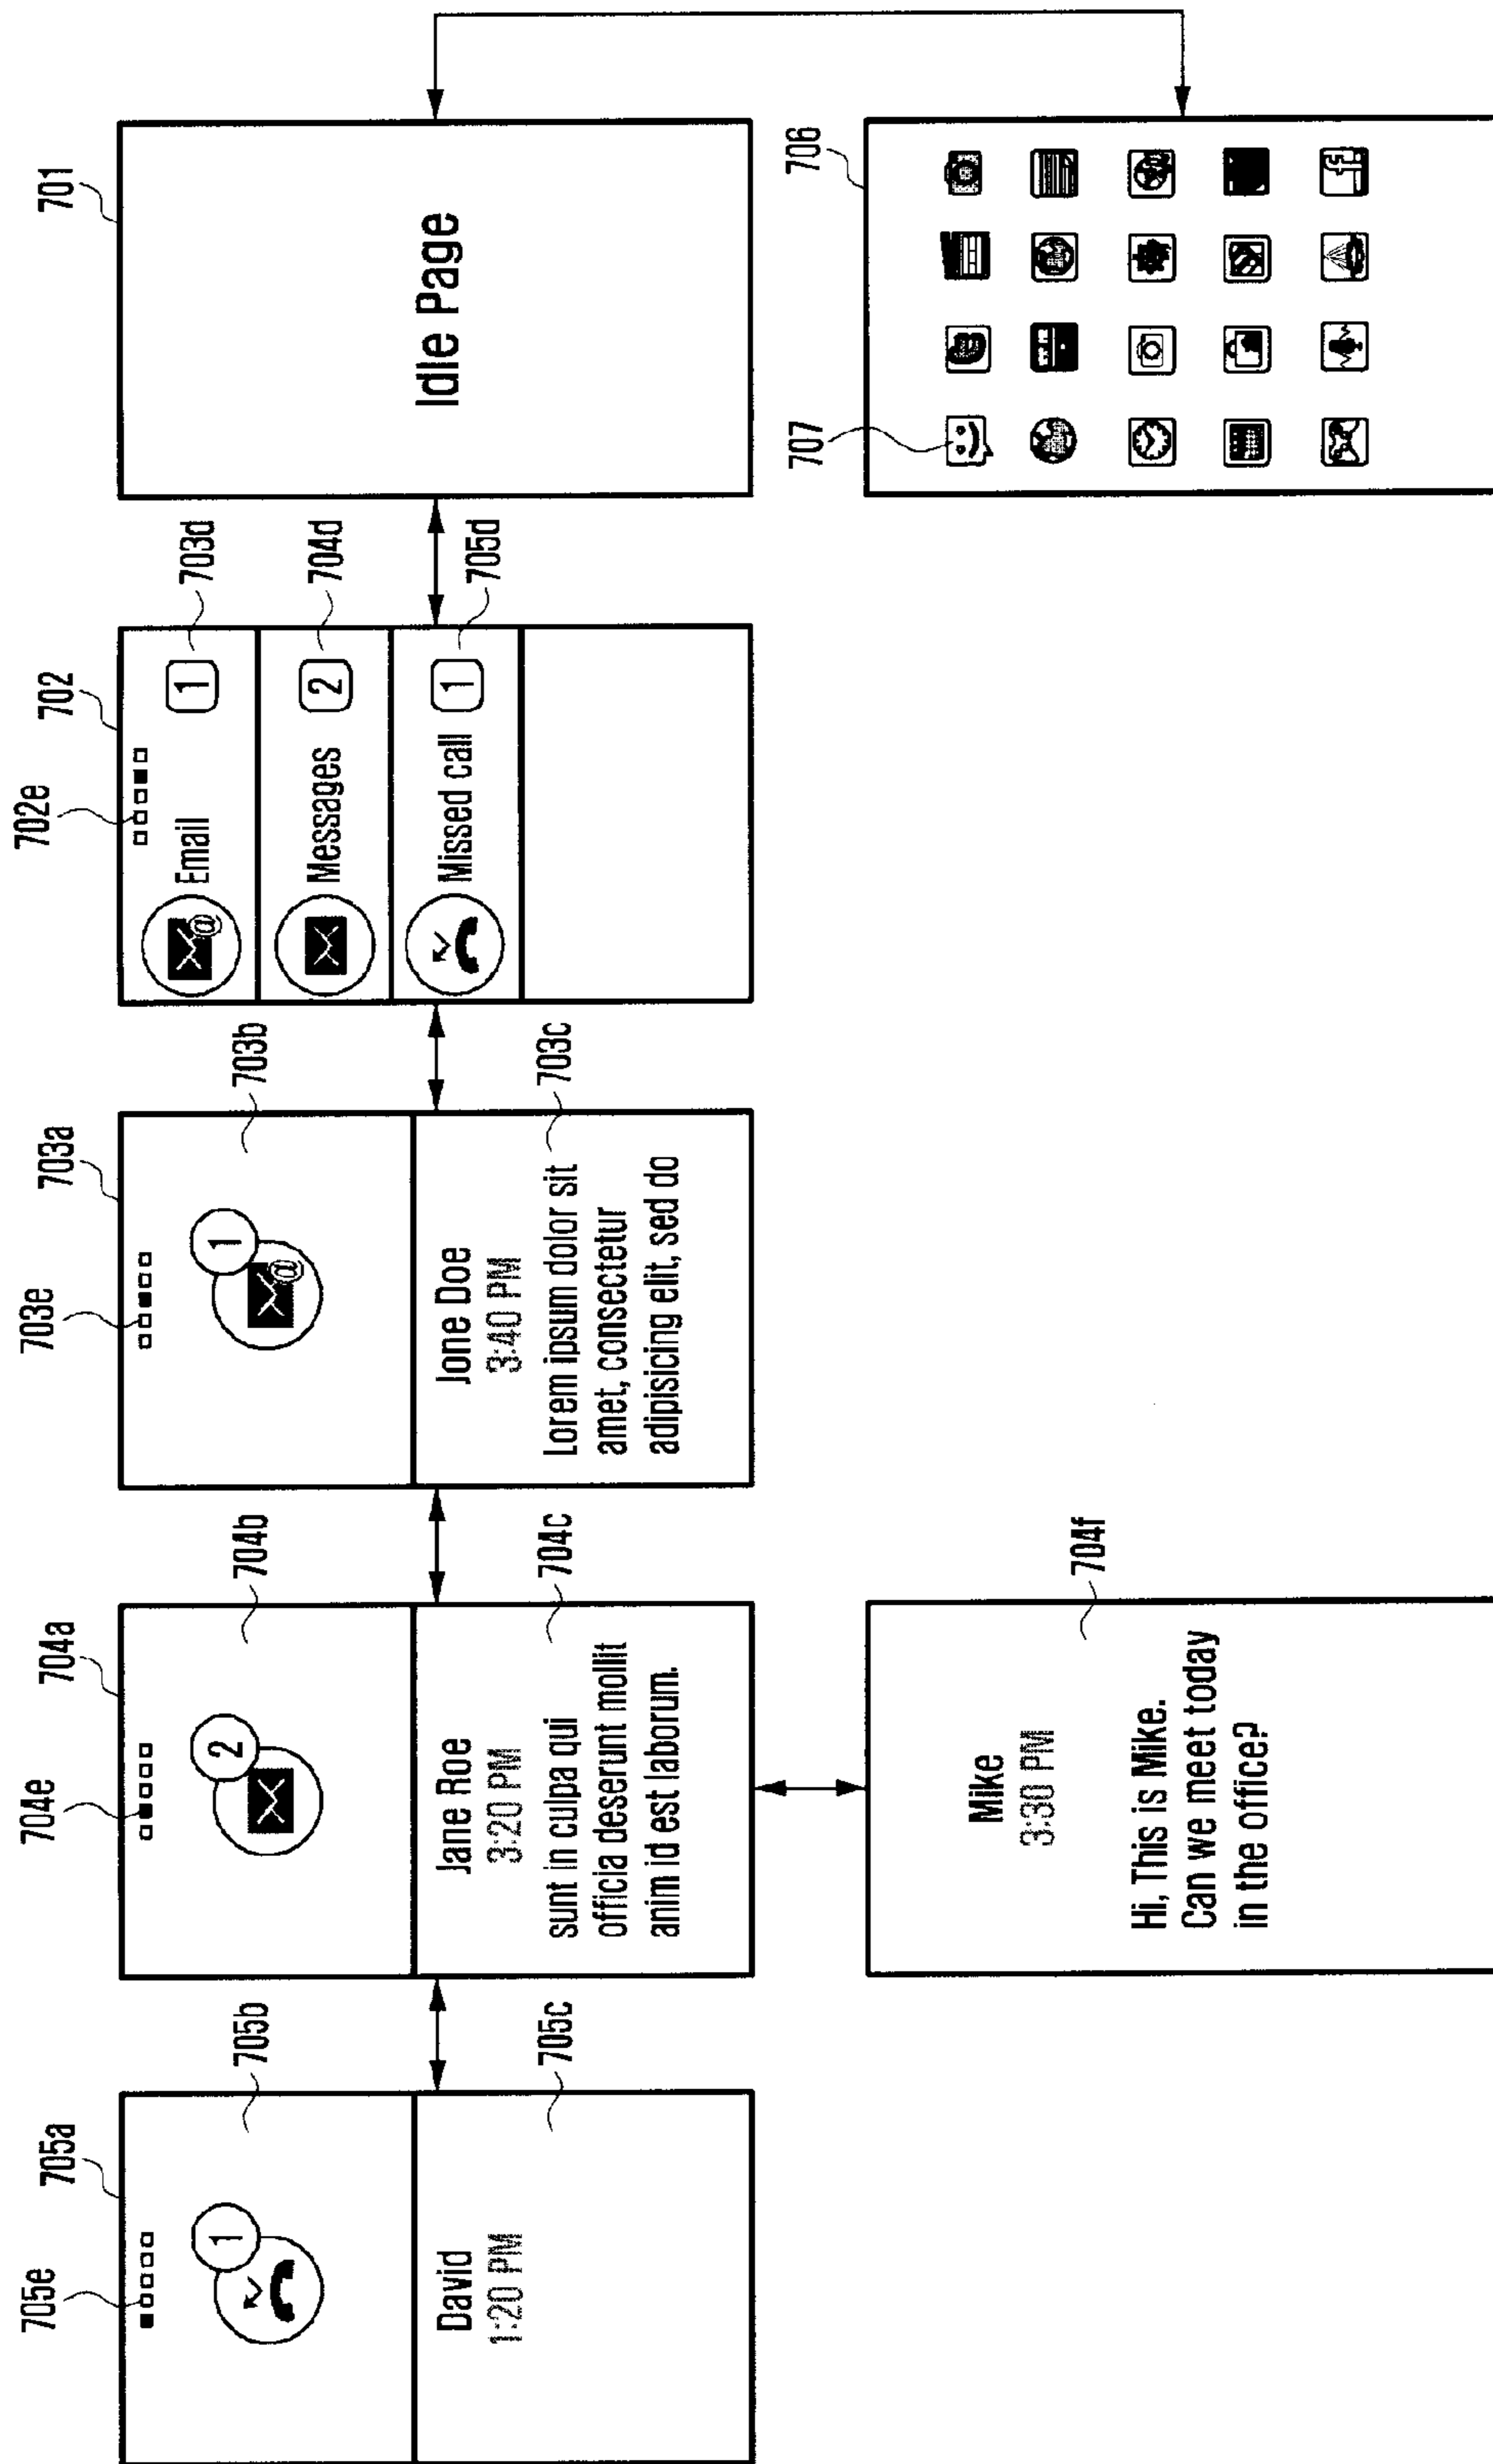 705a
705e
705b
1
David
1:20 PM
705c
704a
704e
704b
2
Jane Roe
3:20 PM
704c
sunt in culpa qui
officia deserunt mollit
anim id est laborum.
Mike
3:30 PM
704f
Hi, This is Mike.
Can we meet today
in the office?
703a
703e
703b
1
@
Jone Doe
3:40 PM
703c
Lorem ipsum dolor sit
amet, consectetur
adipisicing elit, sed do
702
702e
@
Email
1
703d
Messages
2
704d
Missed call
1
705d
701
Idle Page
706
707
f